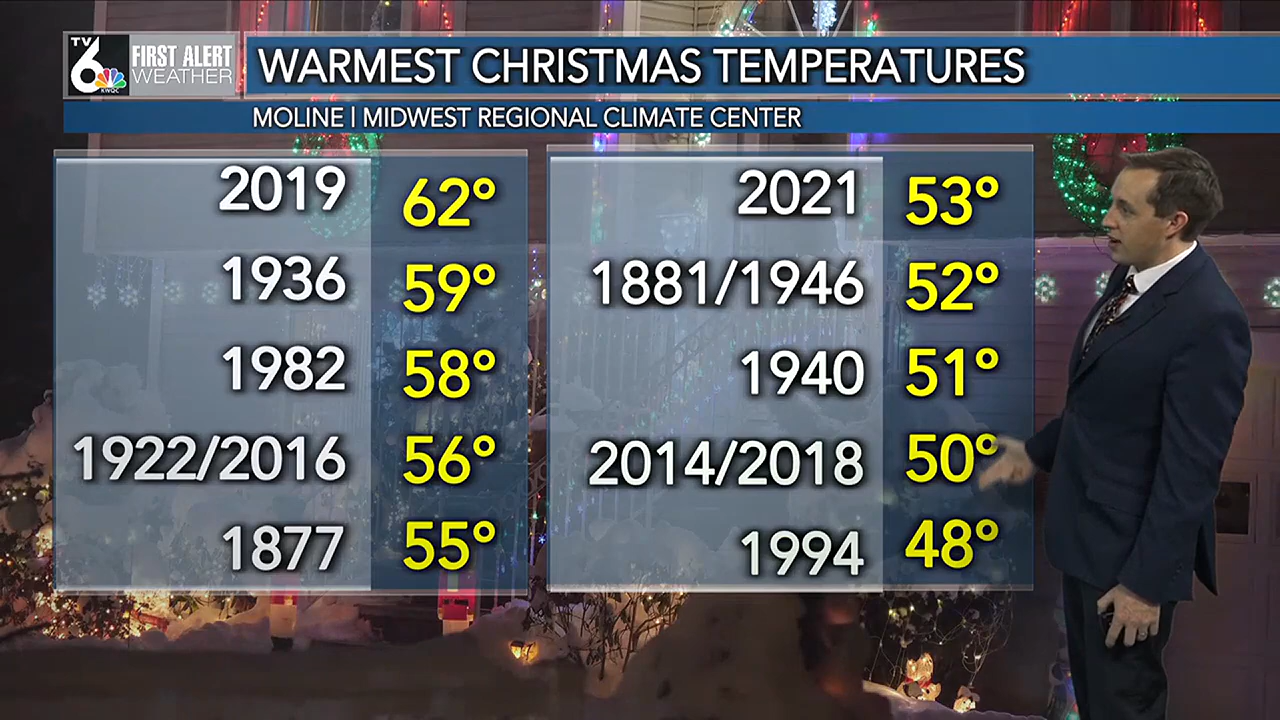 TV
6
KWQC
FIRST ALERT
WEATHER
WARMEST CHRISTMAS TEMPERATURES
MOLINE | MIDWEST REGIONAL CLIMATE CENTER
2019 62°
1936 59°
1982 58°
1922/2016 56°
1877 55°
2021 53°
1881/1946 52°
1940 51°
2014/2018 50°
1994 48°